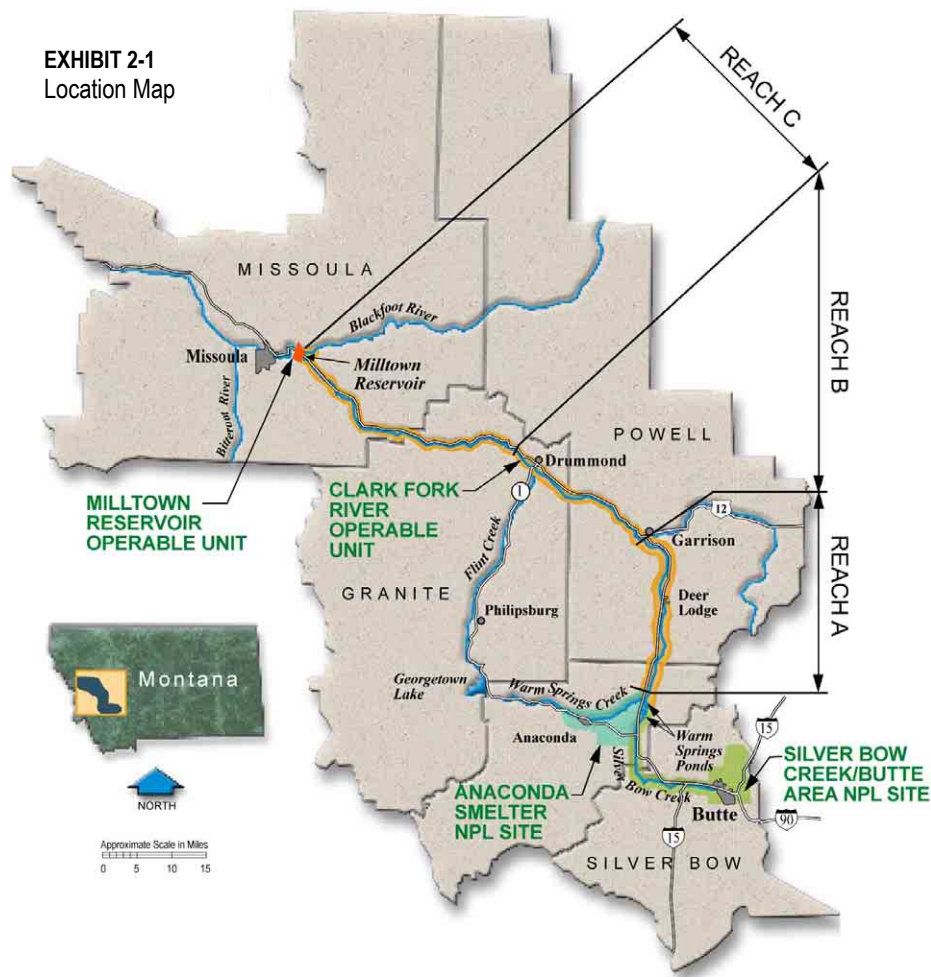 EXHIBIT 2-1
Location Map
REACH C
REACH B
REACH A
MISSOULA
Blackfoot River
Missoula
Milltown
Reservoir
Bitterroot River
POWELL
Drummond
MILLTOWN
RESERVOIR
OPERABLE UNIT
CLARK FORK
RIVER
OPERABLE
UNIT
1
12
Garrison
Flint Creek
GRANITE
Deer
Lodge
Philipsburg
Montana
Georgetown
Lake
Warm Springs Creek
Anaconda
Warm
Springs
Ponds
15
NORTH
ANACONDA
SMELTER
NPL SITE
Silver
Bow Creek
SILVER BOW
CREEK/BUTTE
AREA NPL SITE
Butte
90
15
SILVER BOW
Approximate Scale in Miles
0 5 10 15